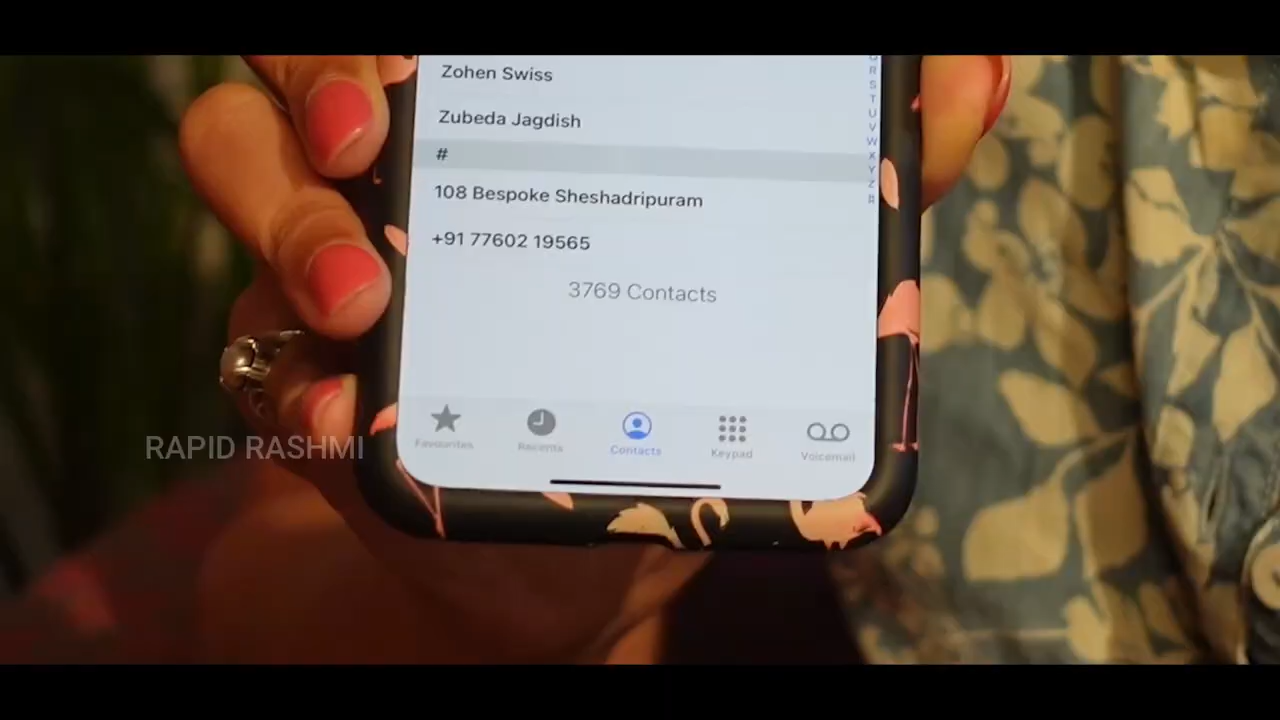 Zohen Swiss
Zubeda Jagdish
#
108 Bespoke Sheshadripuram
+91 77602 19565
3769 Contacts
R
S
T
U
V
W
X
Y
Z
#
Favourites
Recents
Contacts
Keypad
Voicemail
RAPID RASHMI